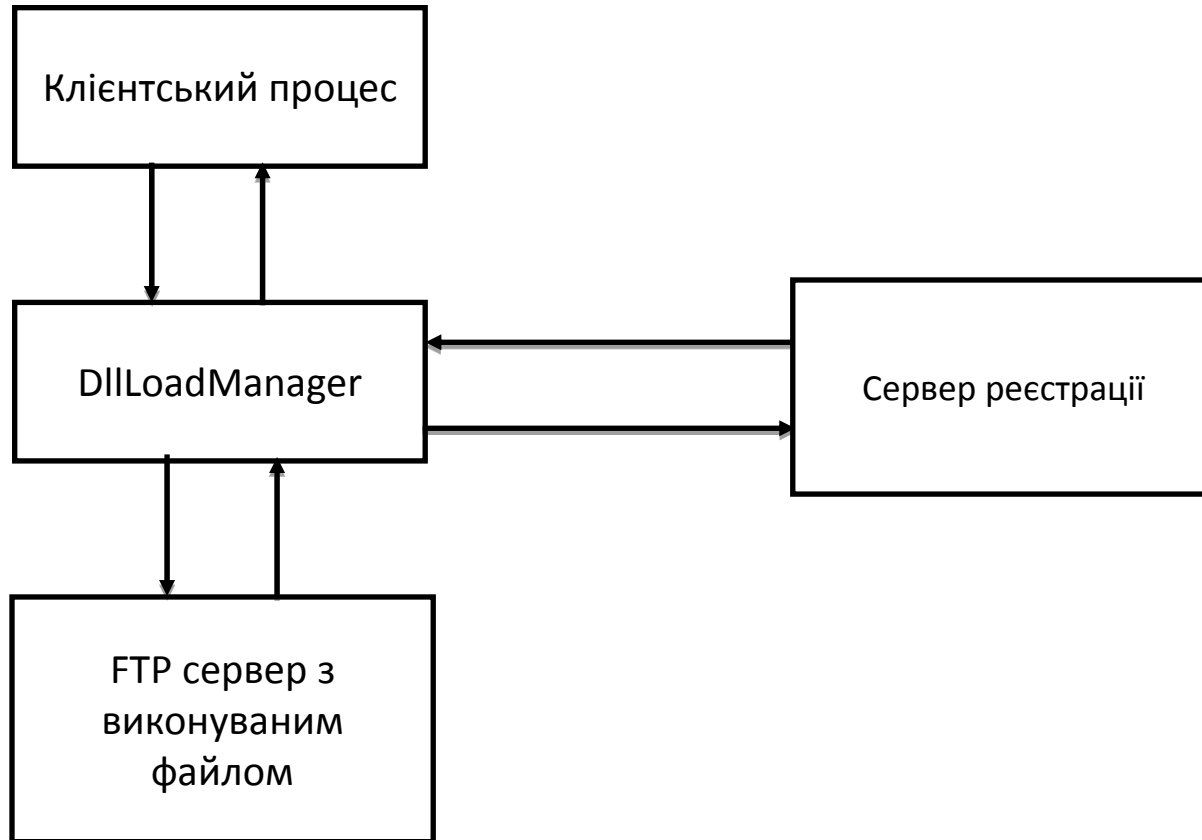 Клієнтський процес
DllLoadManager
Сервер реєстрації
FTP сервер з
виконуваним
файлом